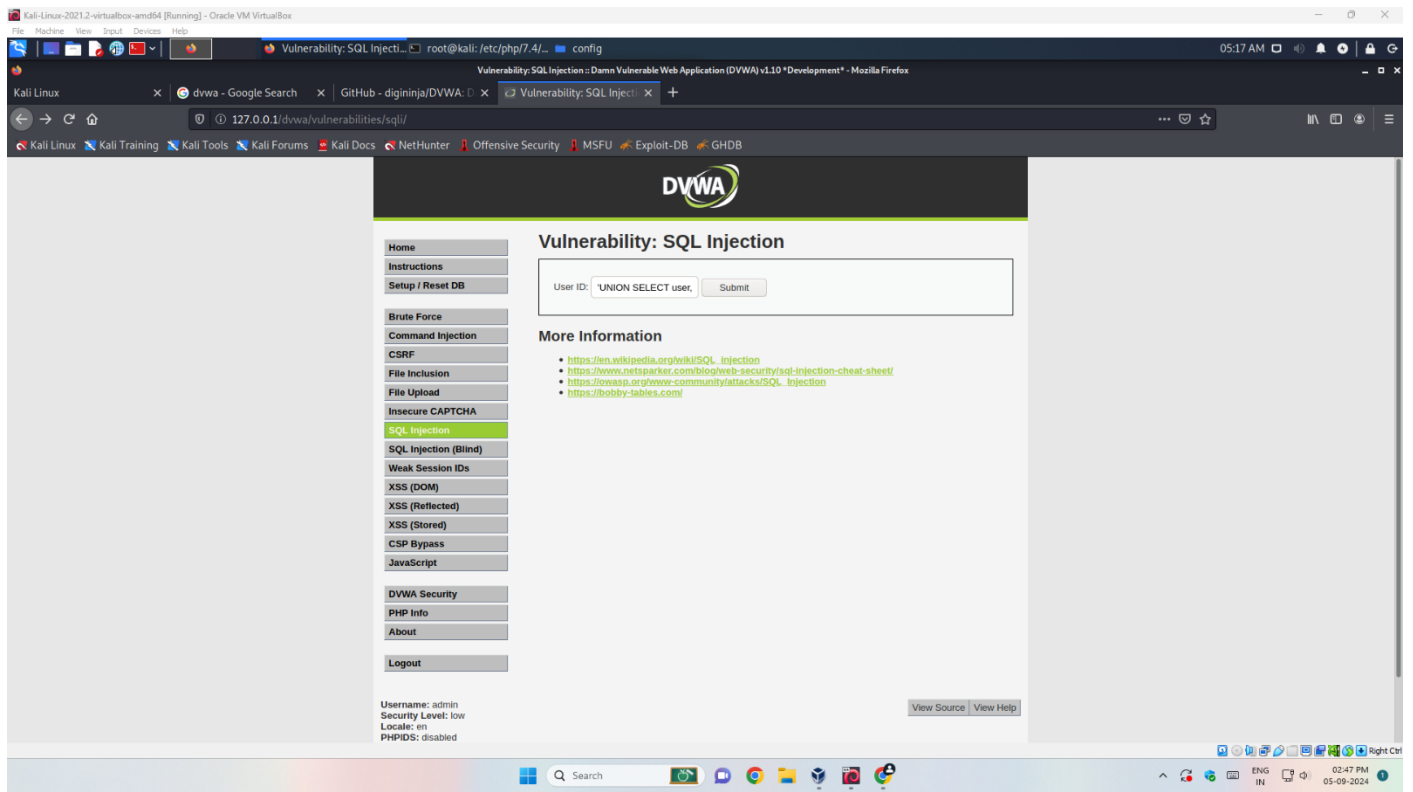 Kali-Linux-2021.2-virtualbox-amd64 [Running] - Oracle VM VirtualBox
File Machine View Input Devices Help
Vulnerability: SQL Injecti... root@kali: /etc/php/7.4/... config 05:17 AM
Vulnerability: SQL Injection :: Damn Vulnerable Web Application (DVWA) v1.10 *Development* - Mozilla Firefox
Kali Linux dvwa - Google Search GitHub - digininja/DVWA: D Vulnerability: SQL Injecti
127.0.0.1/dvwa/vulnerabilities/sqli/
Kali Linux Kali Training Kali Tools Kali Forums Kali Docs NetHunter Offensive Security MSFU Exploit-DB GHDB
DVWA
Home
Instructions
Setup / Reset DB
Brute Force
Command Injection
CSRF
File Inclusion
File Upload
Insecure CAPTCHA
SQL Injection
SQL Injection (Blind)
Weak Session IDs
XSS (DOM)
XSS (Reflected)
XSS (Stored)
CSP Bypass
JavaScript
DVWA Security
PHP Info
About
Logout
Vulnerability: SQL Injection
User ID: 'UNION SELECT user, Submit
More Information
https://en.wikipedia.org/wiki/SQL_injection
https://www.netsparker.com/blog/web-security/sql-injection-cheat-sheet/
https://owasp.org/www-community/attacks/SQL_Injection
https://bobby-tables.com/
Username: admin
Security Level: low
Locale: en
PHPIDS: disabled
View Source View Help
Right Ctrl
Search
ENG
IN
02:47 PM
05-09-2024
1